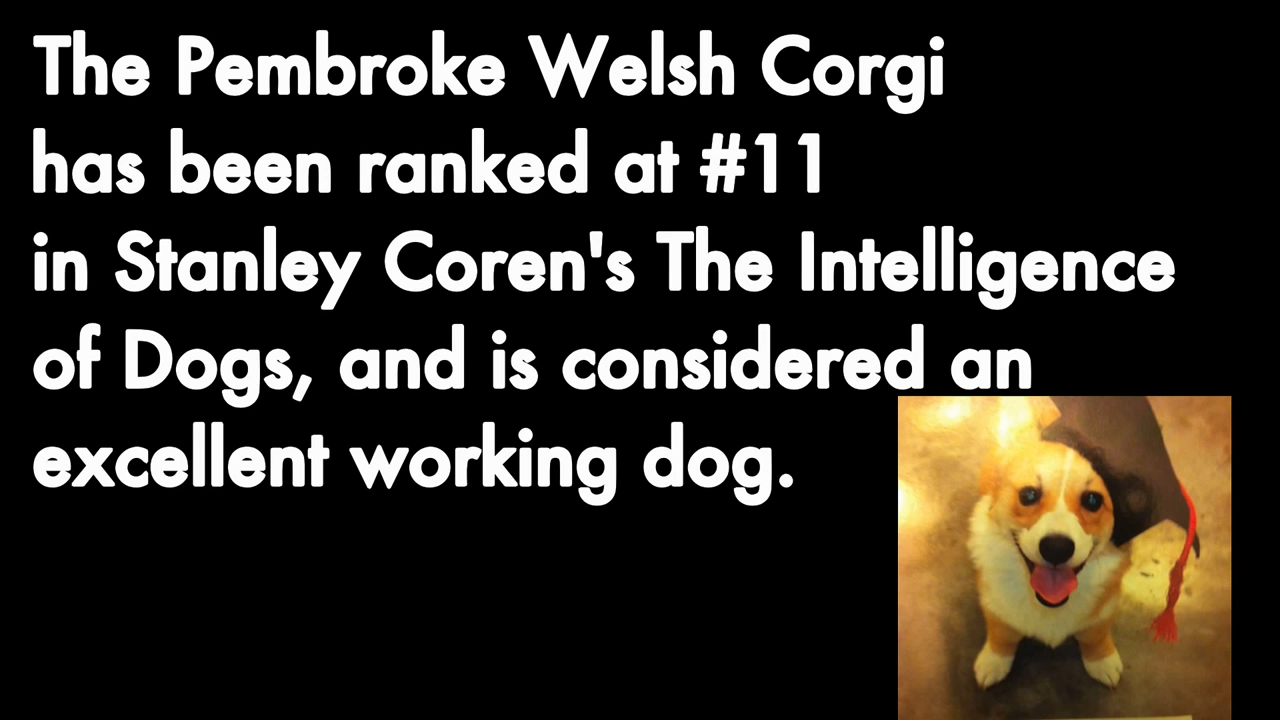 The Pembroke Welsh Corgi
has been ranked at #11
in Stanley Coren's The Intelligence
of Dogs, and is considered an
excellent working dog.